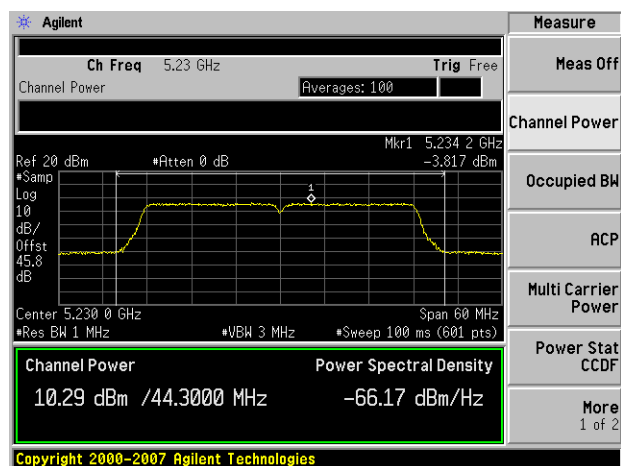 Agilent
Measure
Ch Freq 5.23 GHz Trig Free
Channel Power Averages: 100
Mkr1 5.234 2 GHz
Ref 20 dBm #Atten 0 dB -3.817 dBm
#Samp
Log
10
dB/
Offst
45.8
dB
1
Center 5.230 0 GHz Span 60 MHz
#Res BW 1 MHz #VBW 3 MHz #Sweep 100 ms (601 pts)
Channel Power Power Spectral Density
10.29 dBm /44.3000 MHz -66.17 dBm/Hz
Copyright 2000-2007 Agilent Technologies
Meas Off
Channel Power
Occupied BW
ACP
Multi Carrier
Power
Power Stat
CCDF
More
1 of 2